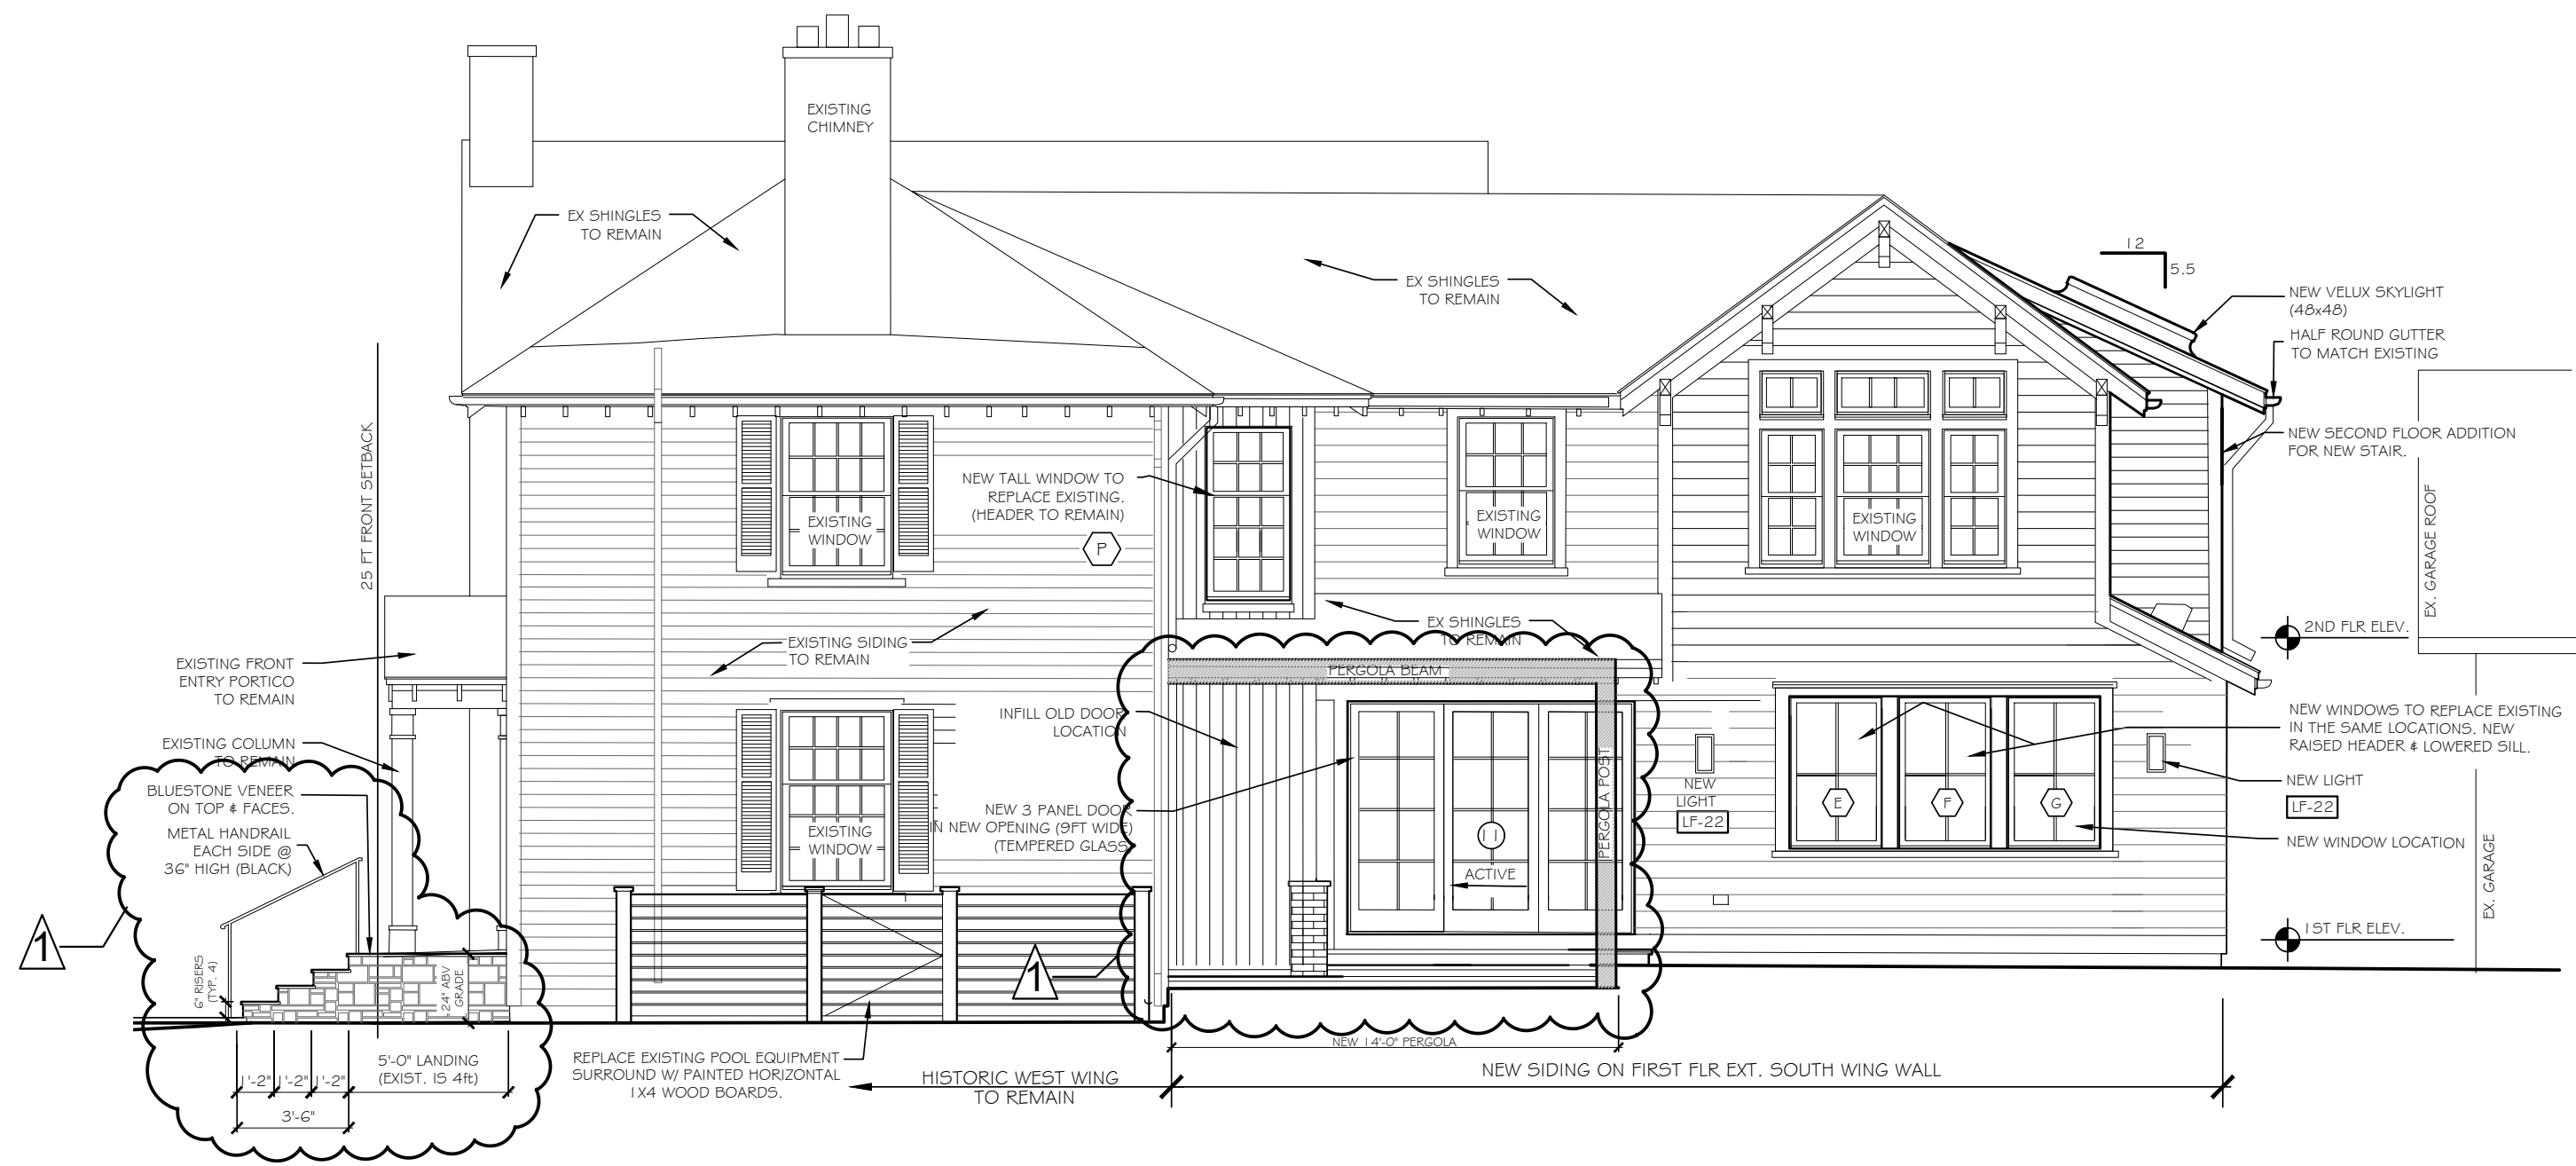 EXISTING
CHIMNEY
EX SHINGLES
TO REMAIN
EX SHINGLES
TO REMAIN
12
5.5
NEW VELUX SKYLIGHT
(48x48)
HALF ROUND GUTTER
TO MATCH EXISTING
NEW SECOND FLOOR ADDITION
FOR NEW STAIR.
25 FT FRONT SETBACK
NEW TALL WINDOW TO
REPLACE EXISTING.
(HEADER TO REMAIN)
P
EXISTING
WINDOW
EXISTING
WINDOW
EXISTING
WINDOW
EX. GARAGE ROOF
2ND FLR ELEV.
EXISTING SIDING
TO REMAIN
EX SHINGLES
TO REMAIN
EXISTING FRONT
ENTRY PORTICO
TO REMAIN
PERGOLA BEAM
INFILL OLD DOOR
LOCATION
EXISTING COLUMN
TO REMAIN
NEW WINDOWS TO REPLACE EXISTING
IN THE SAME LOCATIONS. NEW
RAISED HEADER & LOWERED SILL.
BLUESTONE VENEER
ON TOP & FACES.
METAL HANDRAIL
EACH SIDE @
36" HIGH (BLACK)
EXISTING
WINDOW
NEW 3 PANEL DOOR
IN NEW OPENING (9FT WIDE)
(TEMPERED GLASS
11
ACTIVE
PERGOLA POST
NEW
LIGHT
LF-22
E
F
G
NEW LIGHT
LF-22
NEW WINDOW LOCATION
EX. GARAGE
1ST FLR ELEV.
1
1
6" RISERS
(TYP. 4)
24" ABV
GRADE
1'-2"
1'-2"
1'-2"
5'-0" LANDING
(EXIST. IS 4ft)
3'-6"
REPLACE EXISTING POOL EQUIPMENT
SURROUND W/ PAINTED HORIZONTAL
1X4 WOOD BOARDS.
HISTORIC WEST WING
TO REMAIN
NEW 14'-0" PERGOLA
NEW SIDING ON FIRST FLR EXT. SOUTH WING WALL